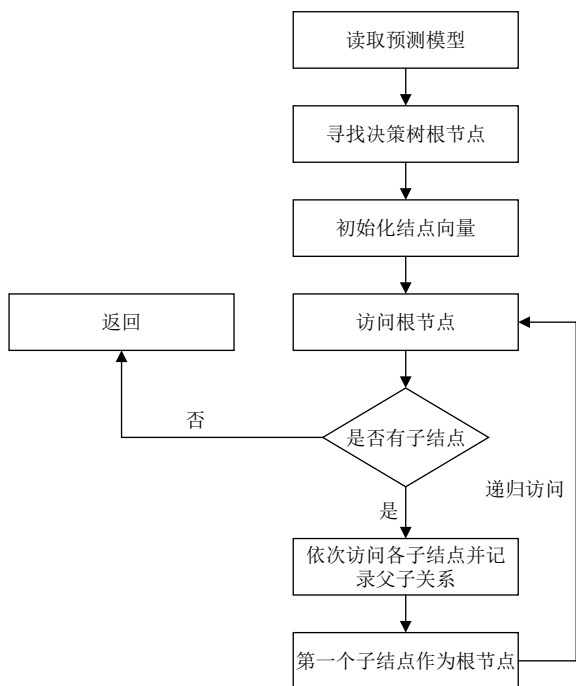 读取预测模型
寻找决策树根节点
初始化结点向量
返回
访问根节点
否
是否有子结点
递归访问
是
依次访问各子结点并记
录父子关系
第一个子结点作为根节点